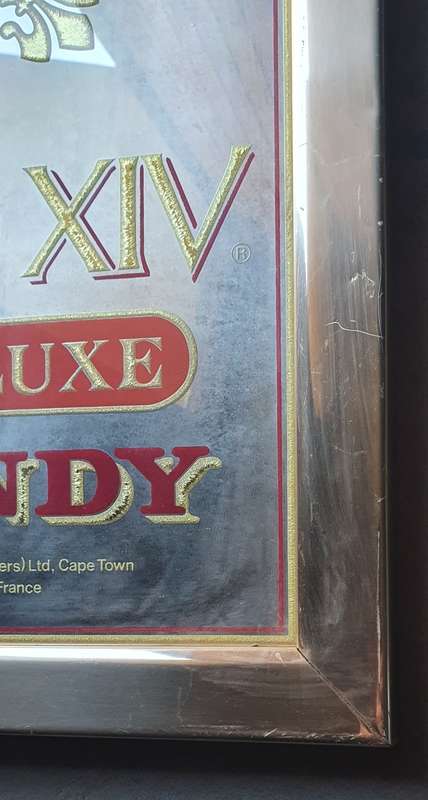 XIV®
LUXE
NDY
ers) Ltd, Cape Town
France